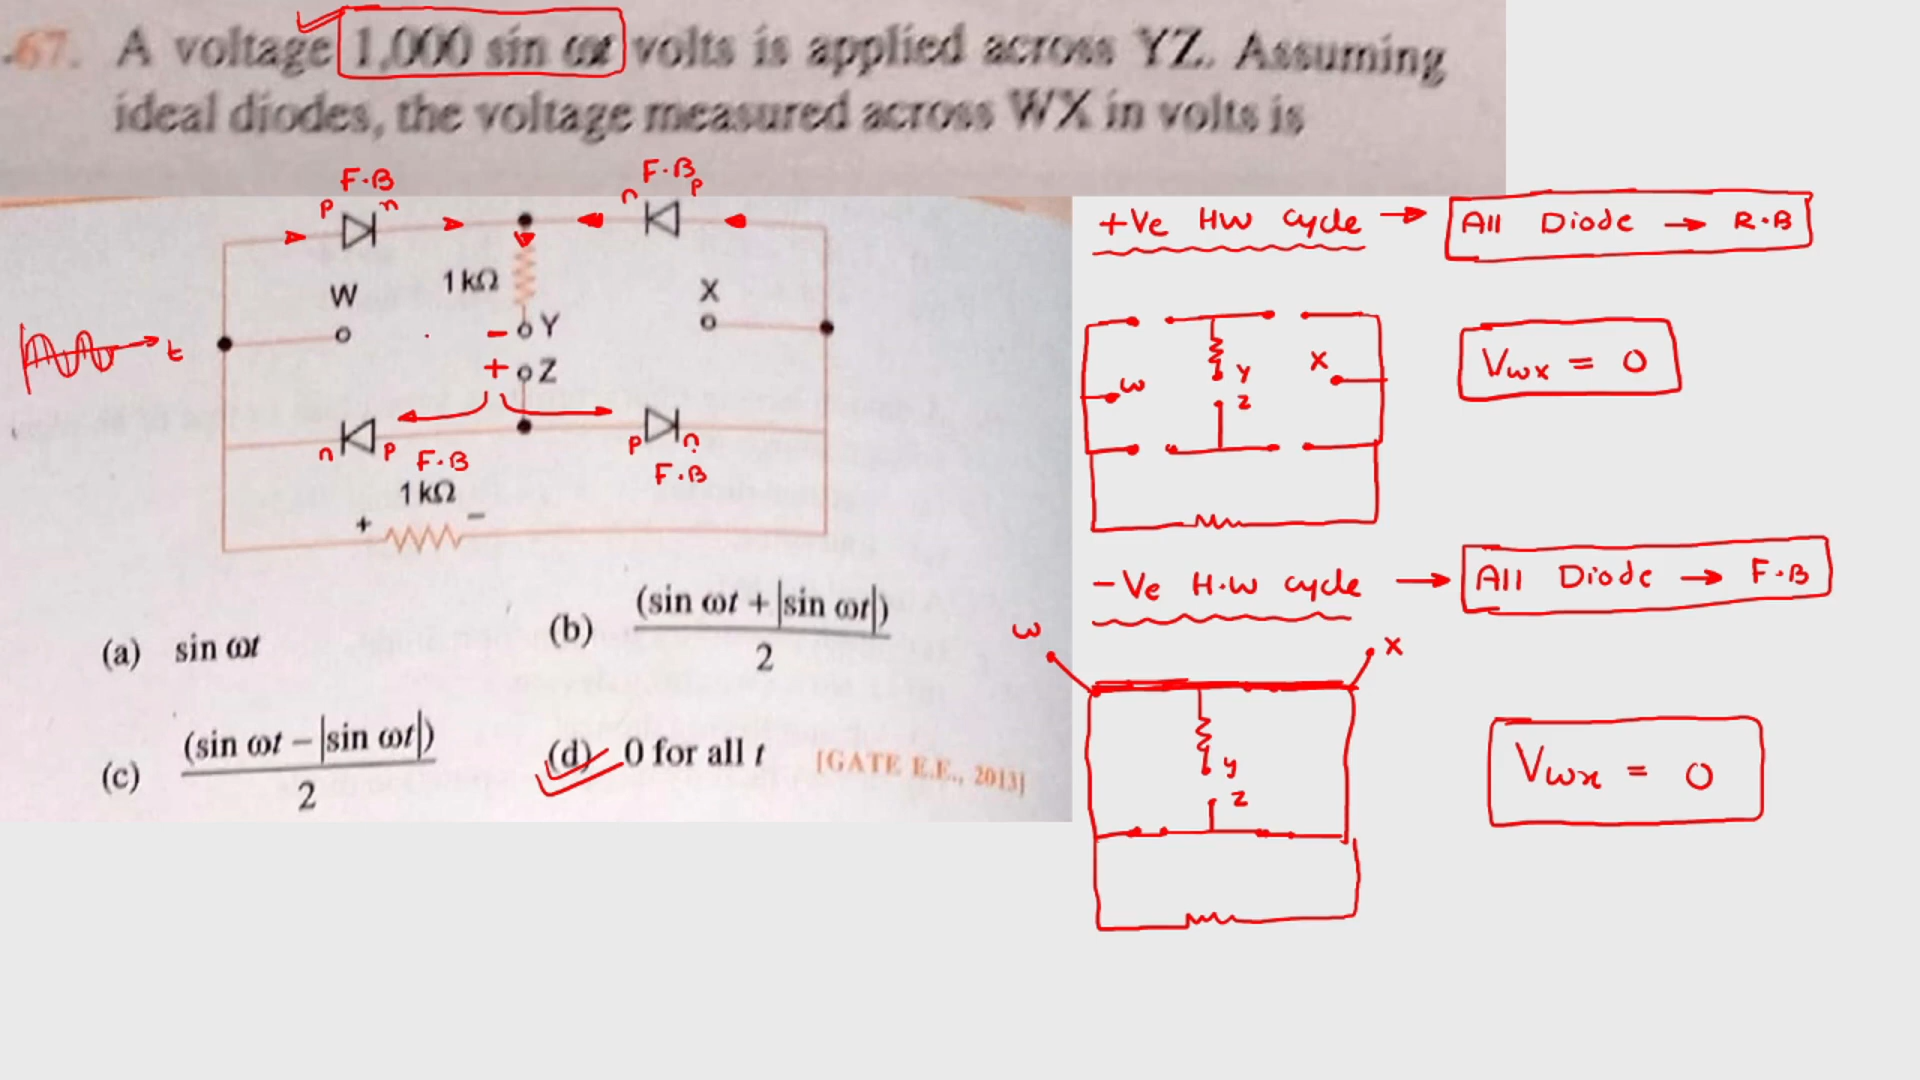 67. A voltage 1,000 sin ωt volts is applied across YZ. Assuming
ideal diodes, the voltage measured across WX in volts is
F.B
P
n
F.B
n
P
1 kΩ
W
X
- Y
+ Z
t
n
P
F.B
P
n
F.B
1 kΩ
+
-
(a) sin ωt
(b) (sin ωt + |sin ωt|)
2
(c) (sin ωt – |sin ωt|)
2
(d) 0 for all t
[GATE E.E., 2013]
+Ve HW Cycle → All Diode → R.B
W
Y
Z
X
Vwx = 0
-Ve H.W cycle → All Diode → F.B
W
X
Y
Z
Vwx = 0